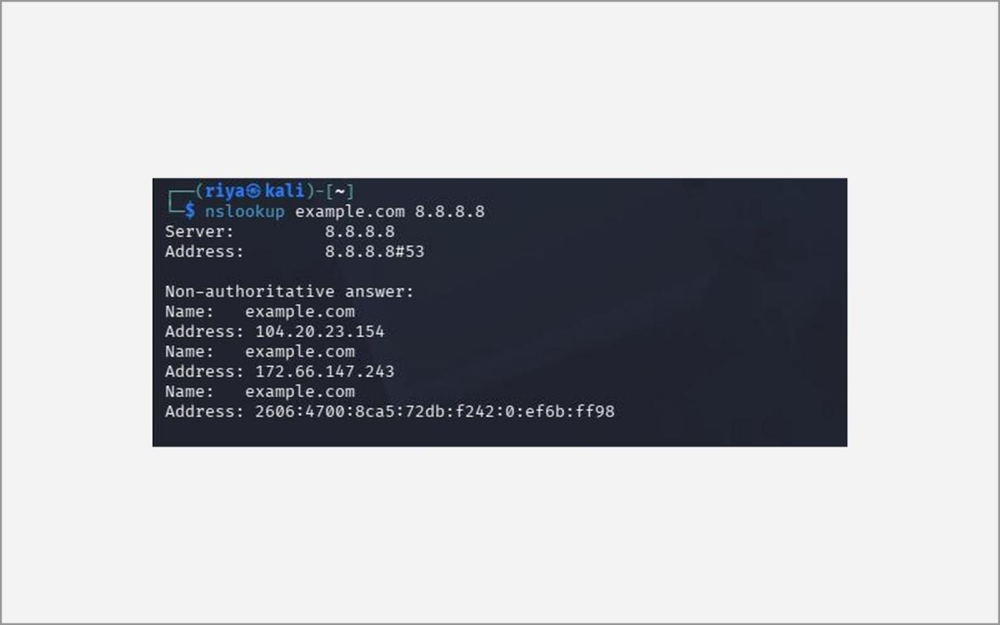 ┌──(riya㉿kali)-[~]
└─$ nslookup example.com 8.8.8.8
Server:         8.8.8.8
Address:        8.8.8.8#53

Non-authoritative answer:
Name:   example.com
Address: 104.20.23.154
Name:   example.com
Address: 172.66.147.243
Name:   example.com
Address: 2606:4700:8ca5:72db:f242:0:ef6b:ff98